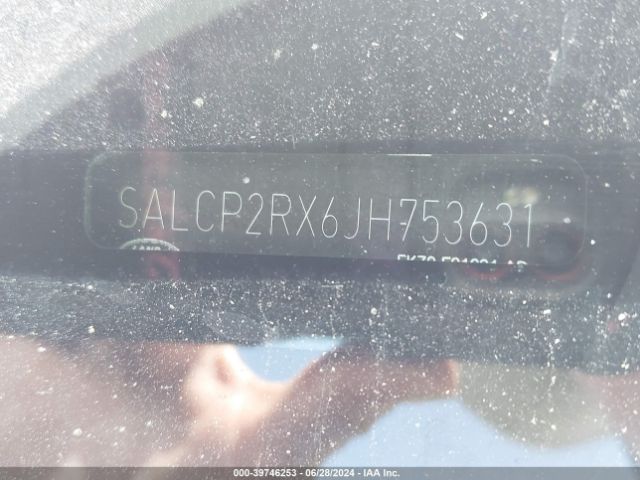 SALCP2RX6JH753631
000-39746253 - 06/28/2024 - IAA Inc.